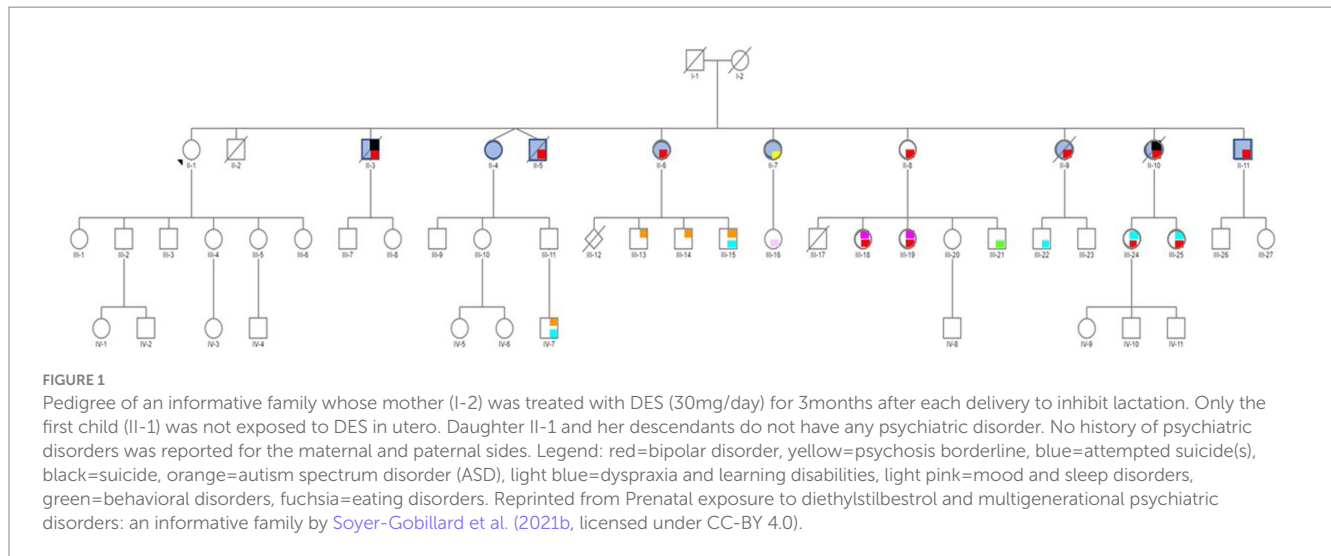 I-1 I-2
II-1 II-2 II-3 II-4 II-5 II-6 II-7 II-8 II-9 II-10 II-11
III-1 III-2 III-3 III-4 III-5 III-6 III-7 III-8 III-9 III-10 III-11 III-12 III-13 III-14 III-15 III-16 III-17 III-18 III-19 III-20 III-21 III-22 III-23 III-24 III-25 III-26 III-27
IV-1 IV-2 IV-3 IV-4 IV-5 IV-6 IV-7 IV-8 IV-9 IV-10 IV-11
FIGURE 1
Pedigree of an informative family whose mother (I-2) was treated with DES (30mg/day) for 3months after each delivery to inhibit lactation. Only the
first child (II-1) was not exposed to DES in utero. Daughter II-1 and her descendants do not have any psychiatric disorder. No history of psychiatric
disorders was reported for the maternal and paternal sides. Legend: red=bipolar disorder, yellow=psychosis borderline, blue=attempted suicide(s),
black=suicide, orange=autism spectrum disorder (ASD), light blue=dyspraxia and learning disabilities, light pink=mood and sleep disorders,
green=behavioral disorders, fuchsia=eating disorders. Reprinted from Prenatal exposure to diethylstilbestrol and multigenerational psychiatric
disorders: an informative family by Soyer-Gobillard et al. (2021b, licensed under CC-BY 4.0).